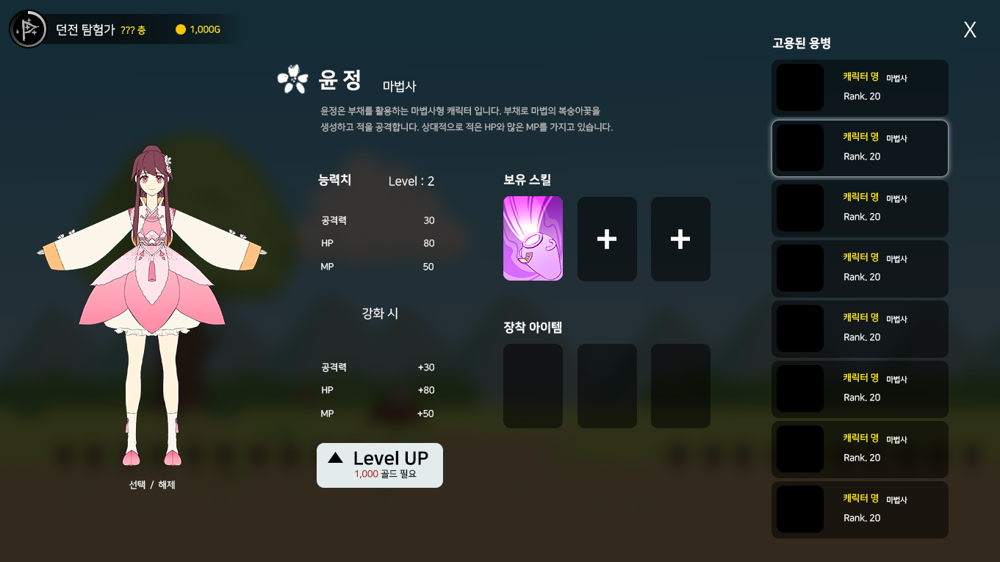 던전 탐험가 ??? 층 1,000G
X
윤 정 마법사
윤정은 부채를 활용하는 마법사형 캐릭터 입니다. 부채로 마법의 복숭아꽃을
생성하고 적을 공격합니다. 상대적으로 적은 HP와 많은 MP를 가지고 있습니다.
선택 / 해제
능력치 Level : 2
공격력 30
HP 80
MP 50
강화 시
공격력 +30
HP +80
MP +50
▲ Level UP
1,000 골드 필요
보유 스킬
+ +
장착 아이템
고용된 용병
캐릭터 명 마법사
Rank. 20
캐릭터 명 마법사
Rank. 20
캐릭터 명 마법사
Rank. 20
캐릭터 명 마법사
Rank. 20
캐릭터 명 마법사
Rank. 20
캐릭터 명 마법사
Rank. 20
캐릭터 명 마법사
Rank. 20
캐릭터 명 마법사
Rank. 20